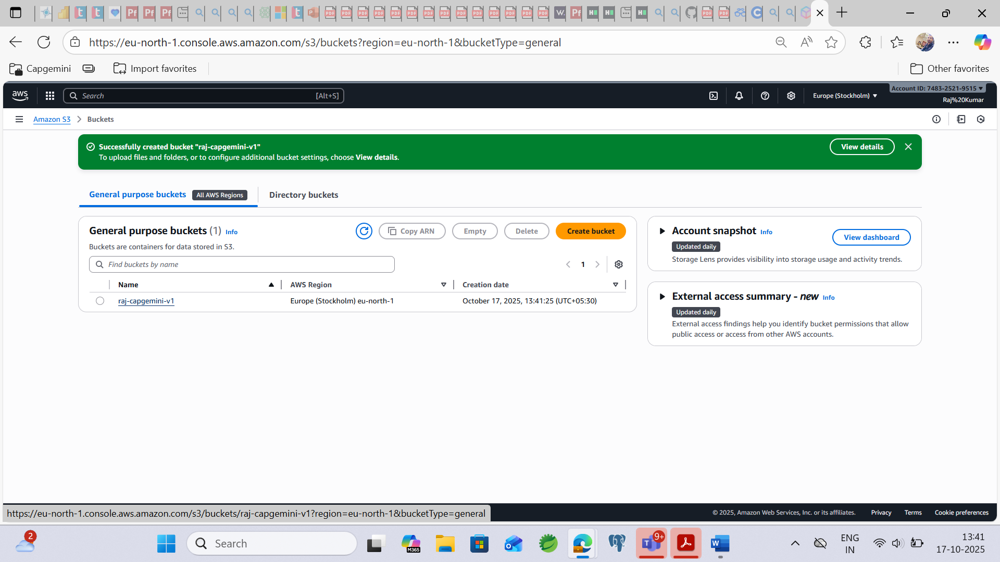 https://eu-north-1.console.aws.amazon.com/s3/buckets?region=eu-north-1&bucketType=general
Capgemini
Import favorites
Other favorites
aws
Search
[Alt+S]
Europe (Stockholm)
Account ID: 7483-2521-9515
Raj%20Kumar
Amazon S3
Buckets
Successfully created bucket "raj-capgemini-v1"
To upload files and folders, or to configure additional bucket settings, choose View details.
View details
General purpose buckets
All AWS Regions
Directory buckets
General purpose buckets (1) Info
Copy ARN
Empty
Delete
Create bucket
Buckets are containers for data stored in S3.
Find buckets by name
1
Name
AWS Region
Creation date
raj-capgemini-v1
Europe (Stockholm) eu-north-1
October 17, 2025, 13:41:25 (UTC+05:30)
Account snapshot Info
Updated daily
View dashboard
Storage Lens provides visibility into storage usage and activity trends.
External access summary - new Info
Updated daily
External access findings help you identify bucket permissions that allow
public access or access from other AWS accounts.
https://eu-north-1.console.aws.amazon.com/s3/buckets/raj-capgemini-v1?region=eu-north-1&bucketType=general
© 2025, Amazon Web Services, Inc. or its affiliates.
Privacy
Terms
Cookie preferences
2
Search
M365
9+
ENG
IN
13:41
17-10-2025